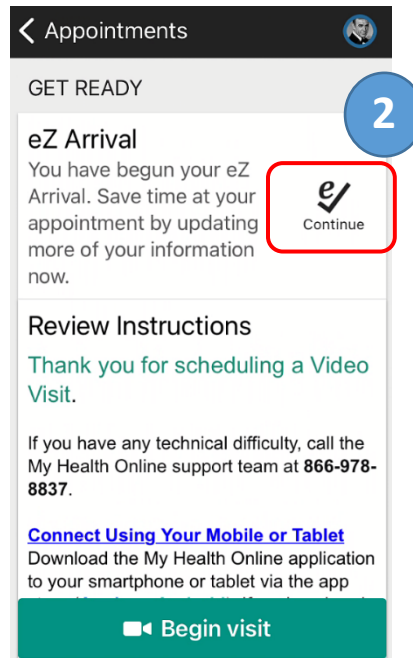 Appointments
GET READY
2
eZ Arrival
You have begun your eZ
Arrival. Save time at your
appointment by updating
more of your information
now.
e
Continue
Review Instructions
Thank you for scheduling a Video
Visit.
If you have any technical difficulty, call the
My Health Online support team at 866-978-
8837.
Connect Using Your Mobile or Tablet
Download the My Health Online application
to your smartphone or tablet via the app
Begin visit